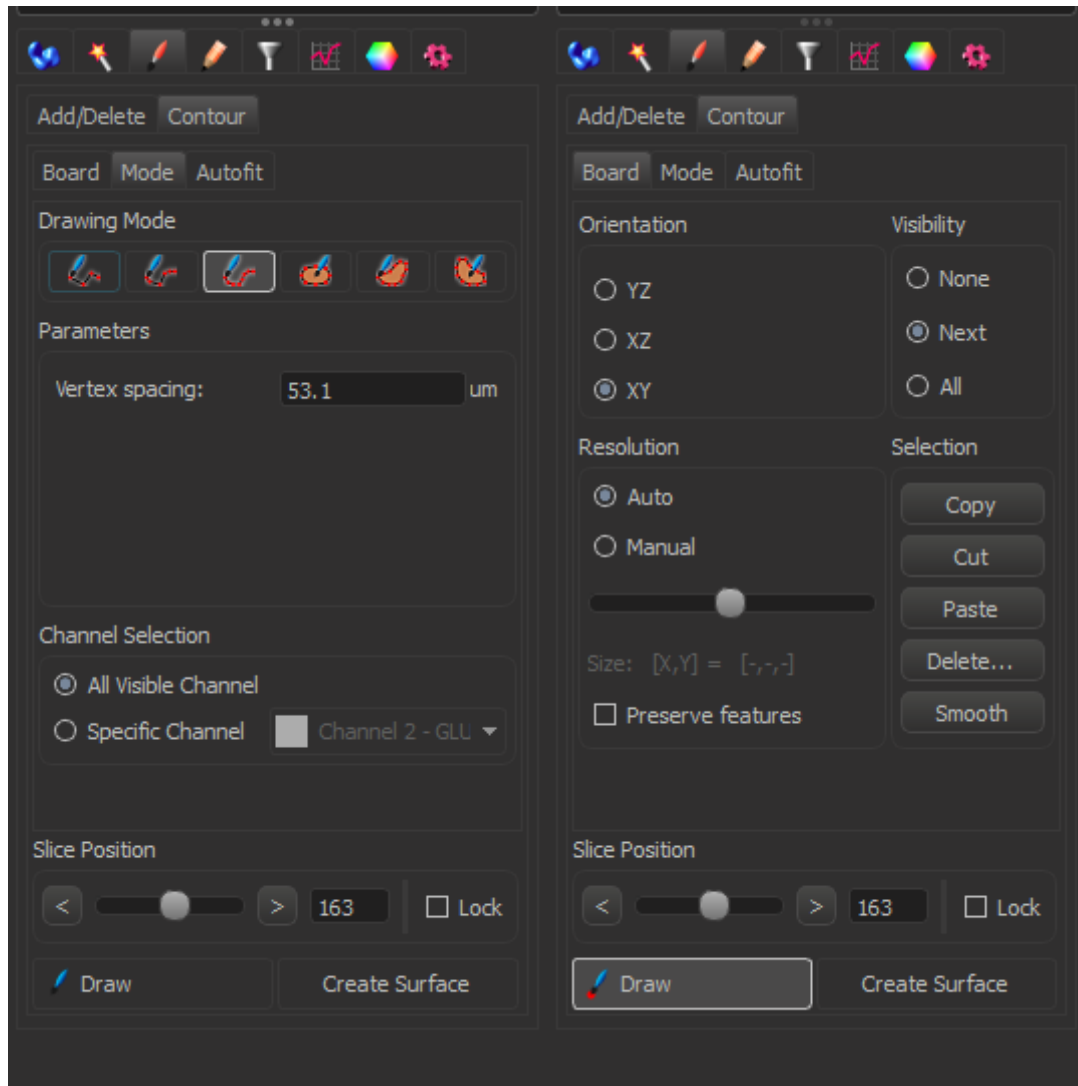 Add/Delete Contour
Board Mode Autofit
Drawing Mode
Parameters
Vertex spacing: 53.1 um
Channel Selection
All Visible Channel
Specific Channel Channel 2 - GLU
Slice Position
< > 163 Lock
Draw Create Surface
Add/Delete Contour
Board Mode Autofit
Orientation Visibility
YZ
XZ
XY
None
Next
All
Resolution Selection
Auto
Manual
Size: [X,Y] = [-,-,-]
Preserve features
Copy
Cut
Paste
Delete...
Smooth
Slice Position
< > 163 Lock
Draw Create Surface